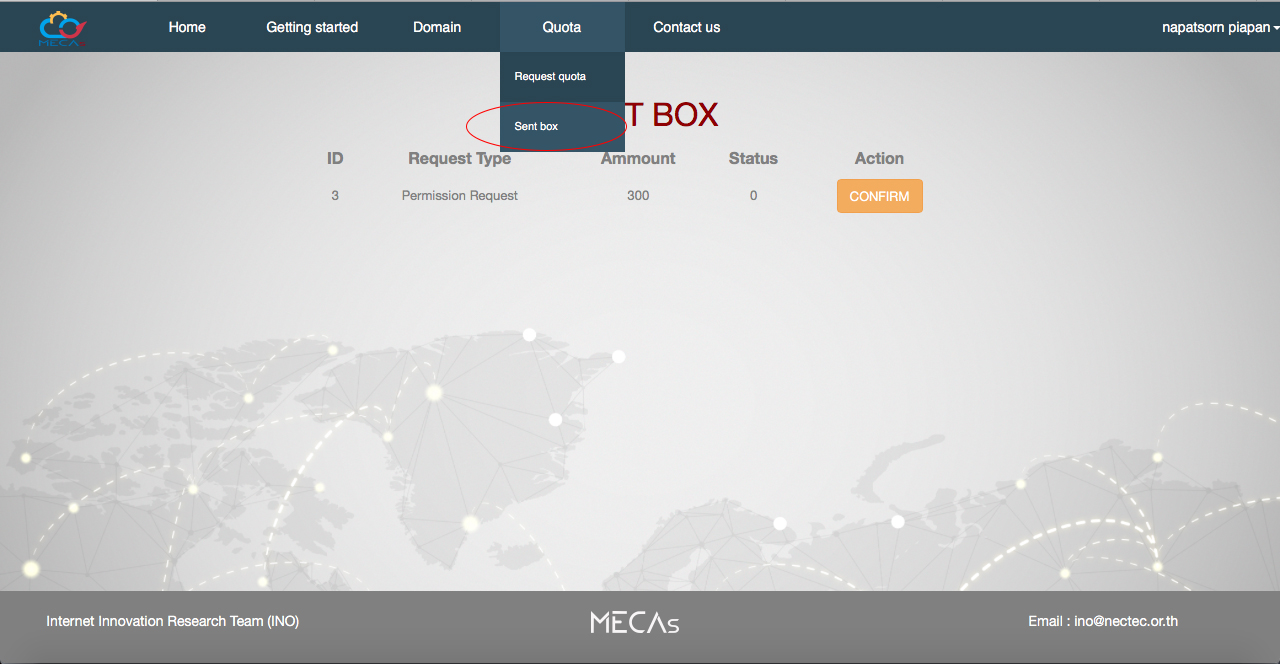 MECAs
Home Getting started Domain Quota Contact us napatsorn piapan
Request quota
T BOX
Sent box
ID Request Type Ammount Status Action
3 Permission Request 300 0 CONFIRM
Internet Innovation Research Team (INO) MECAs Email : ino@nectec.or.th